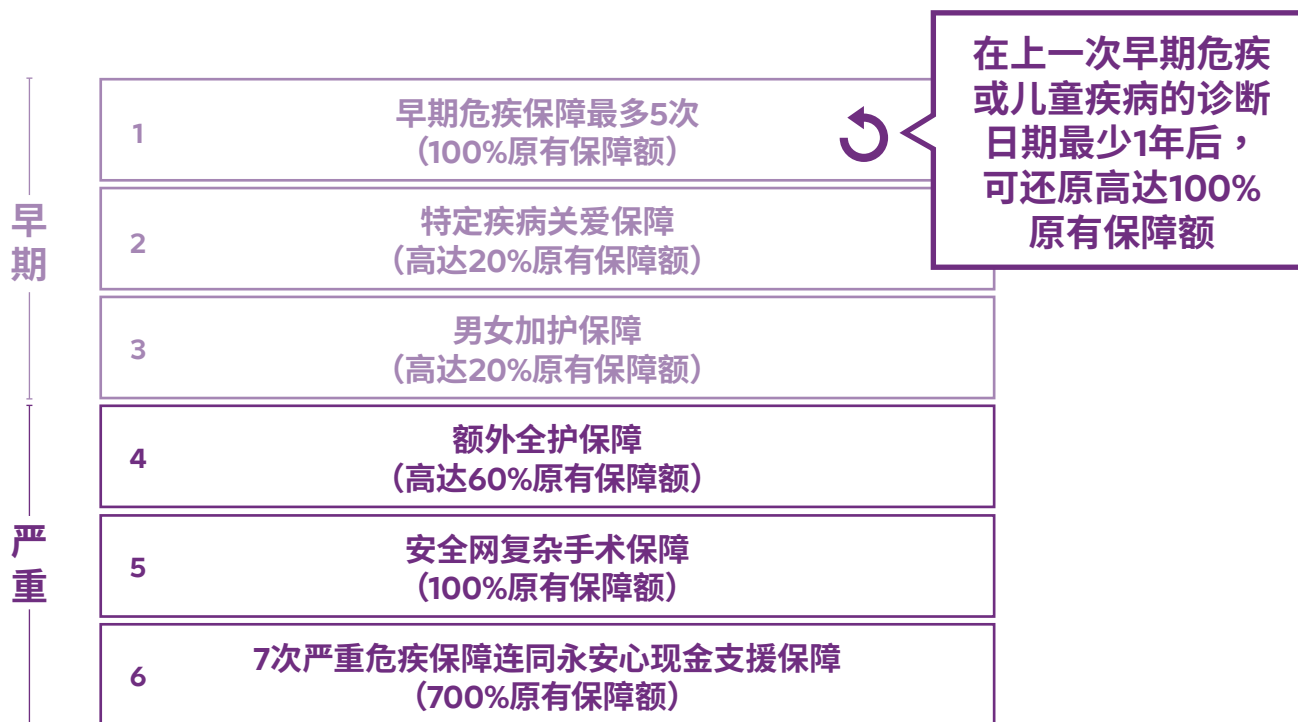 在上一次早期危疾
或儿童疾病的诊断
日期最少1年后，
可还原高达100%
原有保障额
早期
1
早期危疾保障最多5次
（100%原有保障额）
2
特定疾病关爱保障
（高达20%原有保障额）
3
男女加护保障
（高达20%原有保障额）
严重
4
额外全护保障
（高达60%原有保障额）
5
安全网复杂手术保障
（100%原有保障额）
6
7次严重危疾保障连同永安心现金支援保障
（700%原有保障额）